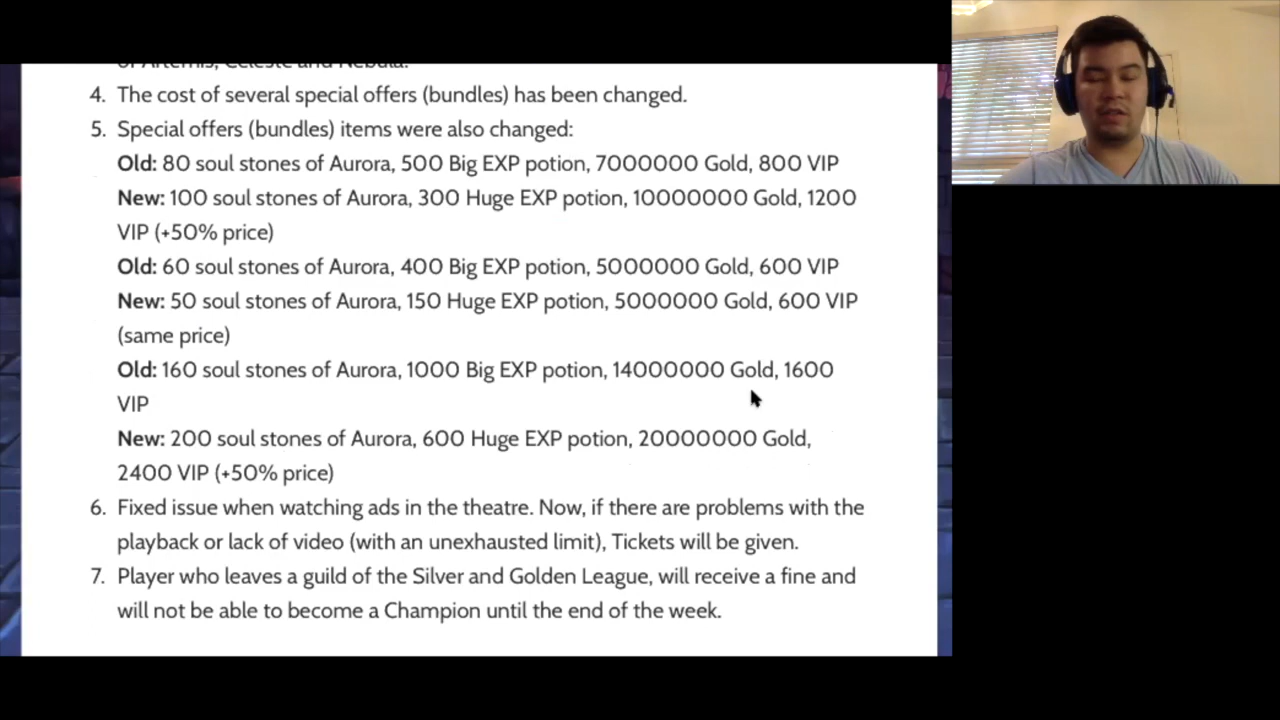 of Artemis, Celeste and Nebula.
4. The cost of several special offers (bundles) has been changed.
5. Special offers (bundles) items were also changed:
Old: 80 soul stones of Aurora, 500 Big EXP potion, 7000000 Gold, 800 VIP
New: 100 soul stones of Aurora, 300 Huge EXP potion, 10000000 Gold, 1200
VIP (+50% price)
Old: 60 soul stones of Aurora, 400 Big EXP potion, 5000000 Gold, 600 VIP
New: 50 soul stones of Aurora, 150 Huge EXP potion, 5000000 Gold, 600 VIP
(same price)
Old: 160 soul stones of Aurora, 1000 Big EXP potion, 14000000 Gold, 1600
VIP
New: 200 soul stones of Aurora, 600 Huge EXP potion, 20000000 Gold,
2400 VIP (+50% price)
6. Fixed issue when watching ads in the theatre. Now, if there are problems with the
playback or lack of video (with an unexhausted limit), Tickets will be given.
7. Player who leaves a guild of the Silver and Golden League, will receive a fine and
will not be able to become a Champion until the end of the week.